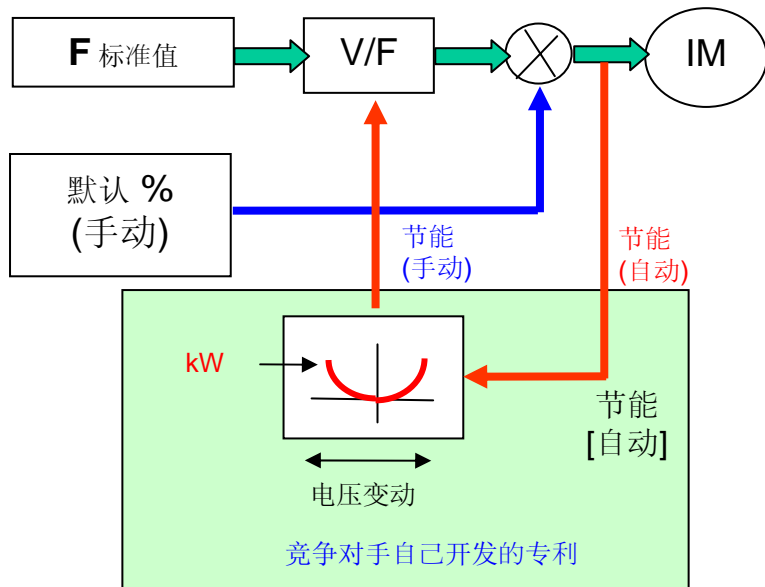 F 标准值
V/F
IM
默认 %
(手动)
节能
(手动)
节能
(自动)
kW
节能
[自动]
电压变动
竞争对手自己开发的专利